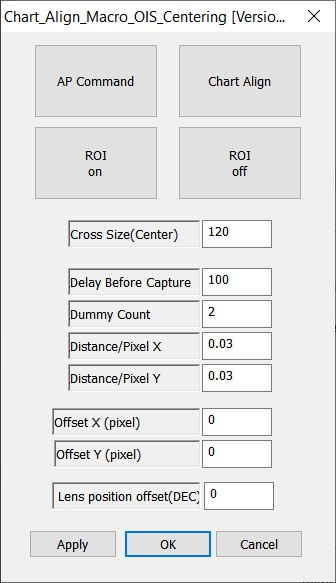 Chart_Align_Macro_OIS_Centering [Versio...
AP Command
Chart Align
ROI
on
ROI
off
Cross Size(Center)
120
Delay Before Capture
100
Dummy Count
2
Distance/Pixel X
0.03
Distance/Pixel Y
0.03
Offset X (pixel)
0
Offset Y (pixel)
0
Lens position offset(DEC)
0
Apply
OK
Cancel